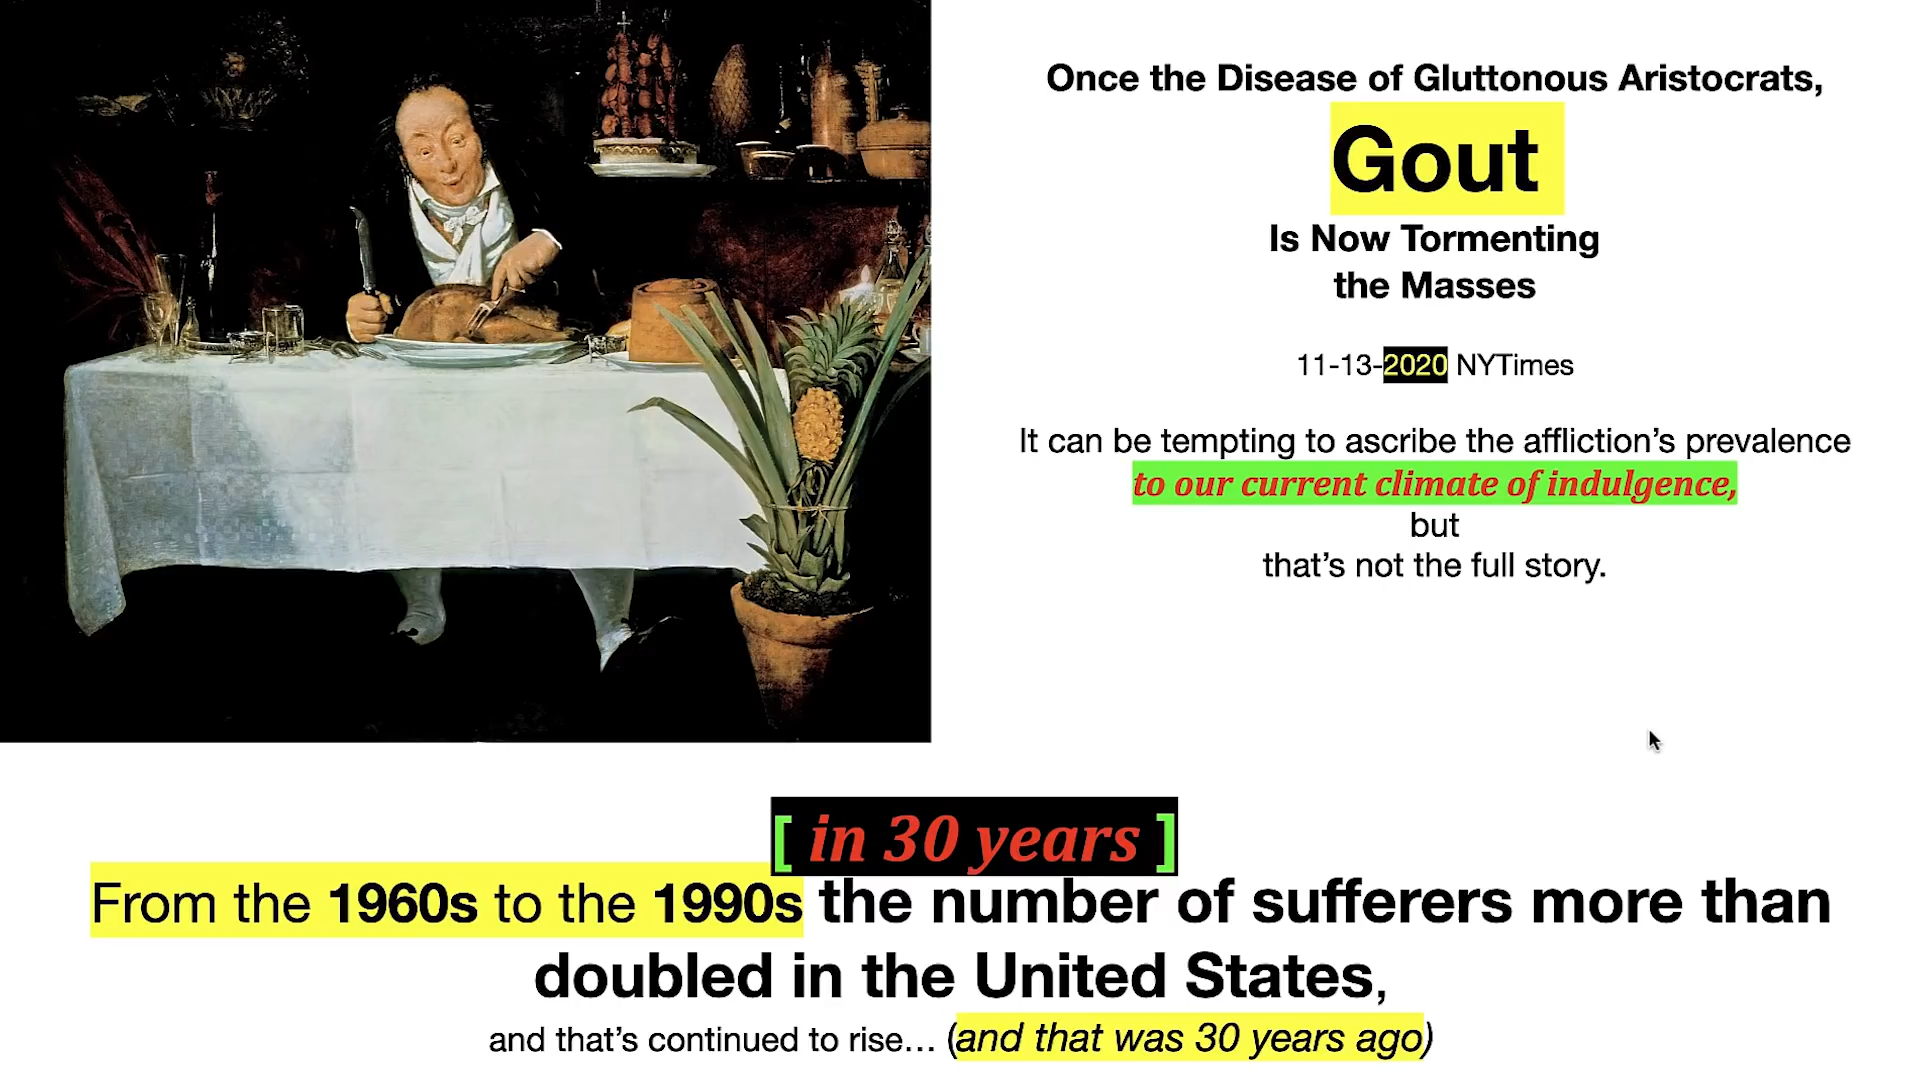 Once the Disease of Gluttonous Aristocrats,
Gout
Is Now Tormenting
the Masses
11-13-2020 NYTimes
It can be tempting to ascribe the affliction’s prevalence
to our current climate of indulgence,
but
that’s not the full story.
[ in 30 years ]
From the 1960s to the 1990s the number of sufferers more than
doubled in the United States,
and that’s continued to rise… (and that was 30 years ago)